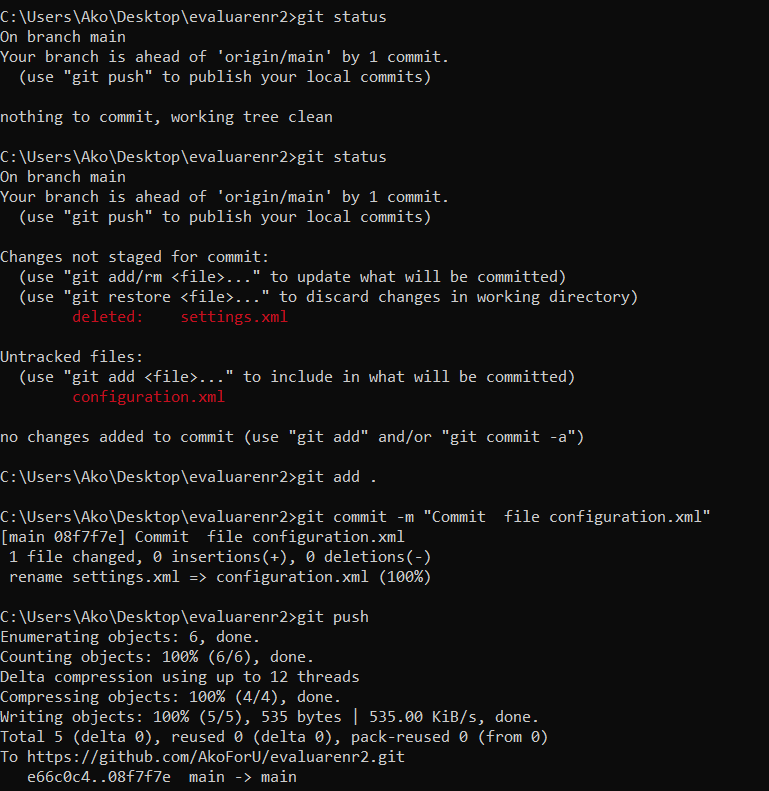 C:\Users\Ako\Desktop\evaluarenr2>git status
On branch main
Your branch is ahead of 'origin/main' by 1 commit.
  (use "git push" to publish your local commits)

nothing to commit, working tree clean

C:\Users\Ako\Desktop\evaluarenr2>git status
On branch main
Your branch is ahead of 'origin/main' by 1 commit.
  (use "git push" to publish your local commits)

Changes not staged for commit:
  (use "git add/rm <file>..." to update what will be committed)
  (use "git restore <file>..." to discard changes in working directory)
        deleted:    settings.xml

Untracked files:
  (use "git add <file>..." to include in what will be committed)
        configuration.xml

no changes added to commit (use "git add" and/or "git commit -a")

C:\Users\Ako\Desktop\evaluarenr2>git add .

C:\Users\Ako\Desktop\evaluarenr2>git commit -m "Commit  file configuration.xml"
[main 08f7f7e] Commit  file configuration.xml
 1 file changed, 0 insertions(+), 0 deletions(-)
 rename settings.xml => configuration.xml (100%)

C:\Users\Ako\Desktop\evaluarenr2>git push
Enumerating objects: 6, done.
Counting objects: 100% (6/6), done.
Delta compression using up to 12 threads
Compressing objects: 100% (4/4), done.
Writing objects: 100% (5/5), 535 bytes | 535.00 KiB/s, done.
Total 5 (delta 0), reused 0 (delta 0), pack-reused 0 (from 0)
To https://github.com/AkoForU/evaluarenr2.git
   e66c0c4..08f7f7e  main -> main